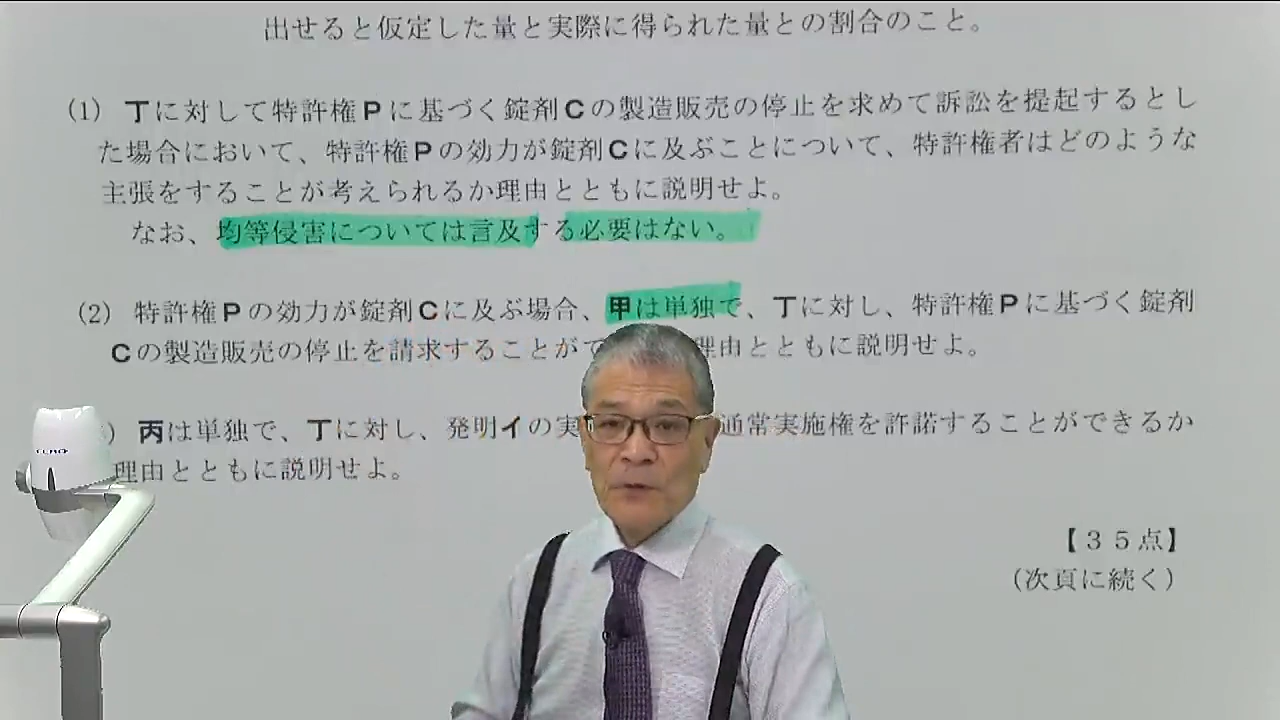 出せると仮定した量と実際に得られた量との割合のこと。
(1) 丁に対して特許権Pに基づく錠剤Cの製造販売の停止を求めて訴訟を提起するとし
た場合において、特許権Pの効力が錠剤Cに及ぶことについて、特許権者はどのような
主張をすることが考えられるか理由とともに説明せよ。
なお、均等侵害については言及する必要はない。
(2) 特許権Pの効力が錠剤Cに及ぶ場合、甲は単独で、丁に対し、特許権Pに基づく錠剤
Cの製造販売の停止を請求することがで 理由とともに説明せよ。
) 丙は単独で、丁に対し、発明イの実 通常実施権を許諾することができるか
理由とともに説明せよ。
【35点】
(次頁に続く)